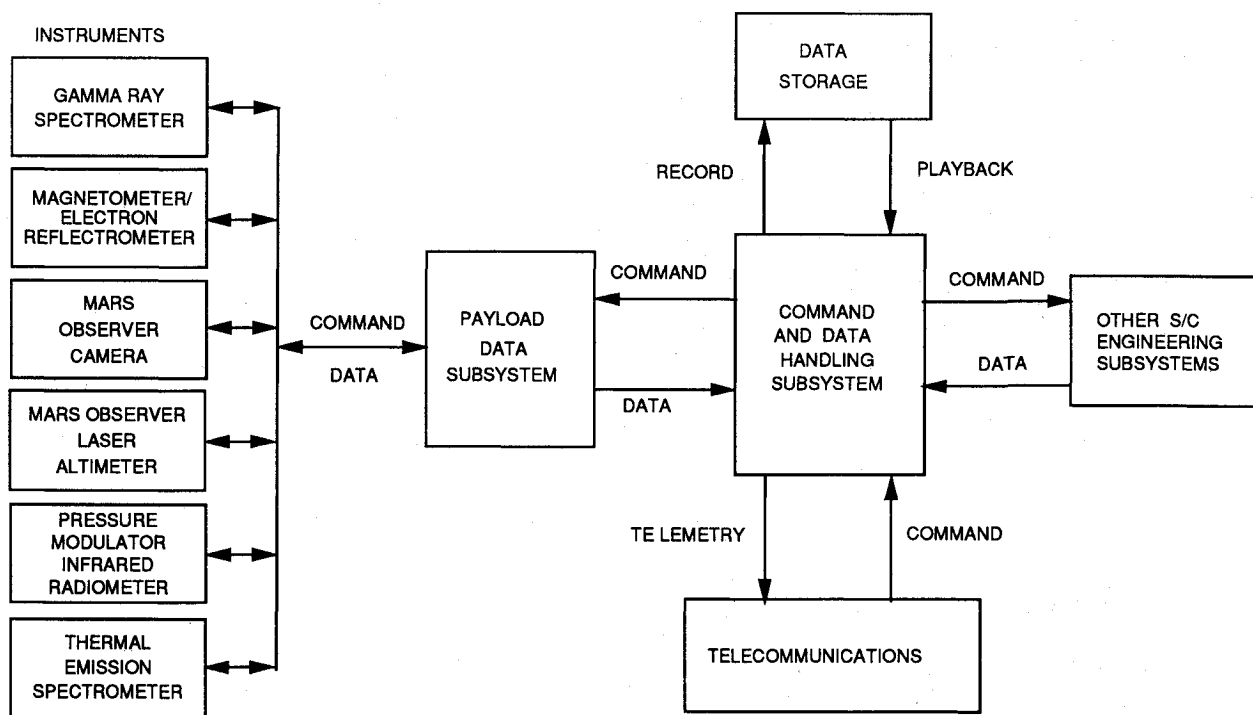 INSTRUMENTS
GAMMA RAY
SPECTROMETER
MAGNETOMETER/
ELECTRON
REFLECTROMETER
MARS
OBSERVER
CAMERA
MARS OBSERVER
LASER
ALTIMETER
PRESSURE
MODULATOR
INFRARED
RADIOMETER
THERMAL
EMISSION
SPECTROMETER
COMMAND
DATA
PAYLOAD
DATA
SUBSYSTEM
COMMAND
DATA
DATA
STORAGE
RECORD
PLAYBACK
COMMAND
AND DATA
HANDLING
SUBSYSTEM
COMMAND
DATA
OTHER S/C
ENGINEERING
SUBSYSTEMS
TE LEMETRY
COMMAND
TELECOMMUNICATIONS